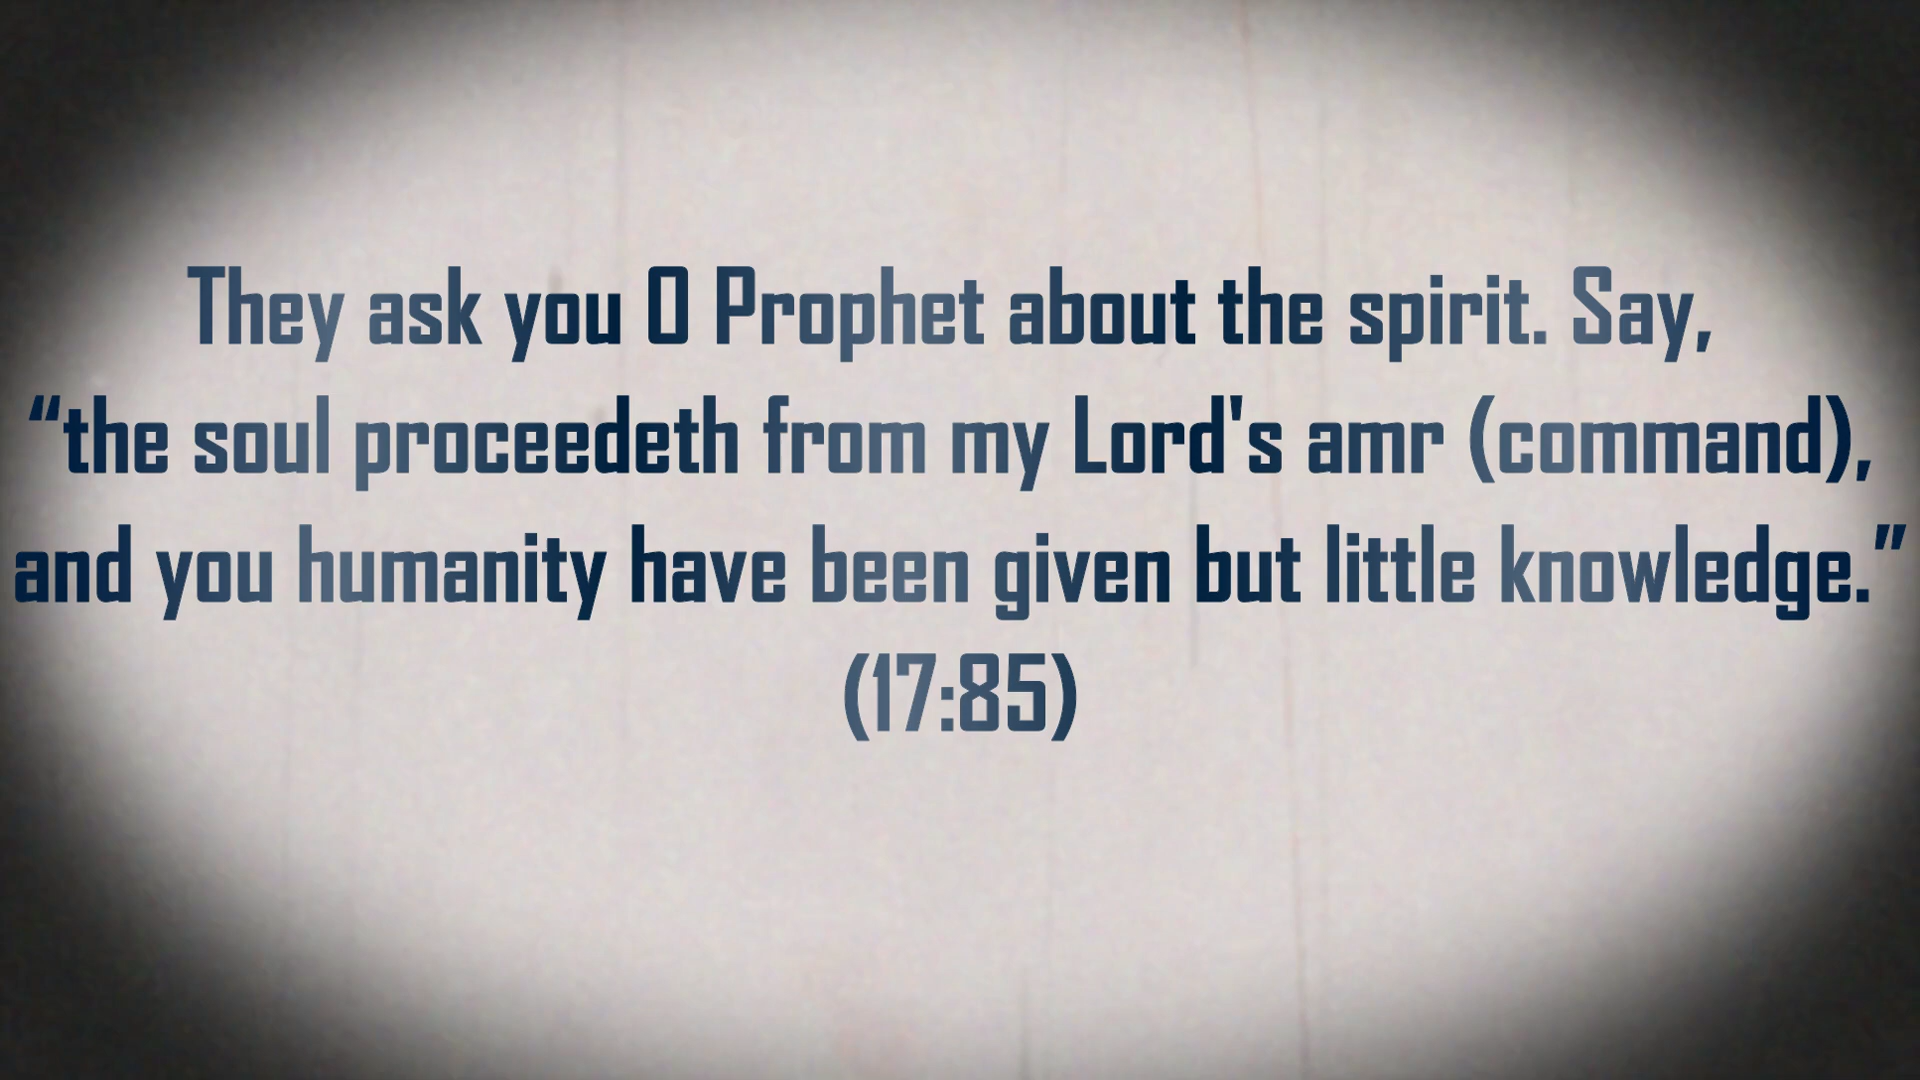 They ask you O Prophet about the spirit. Say,
“the soul proceedeth from my Lord's amr (command),
and you humanity have been given but little knowledge.”
(17:85)